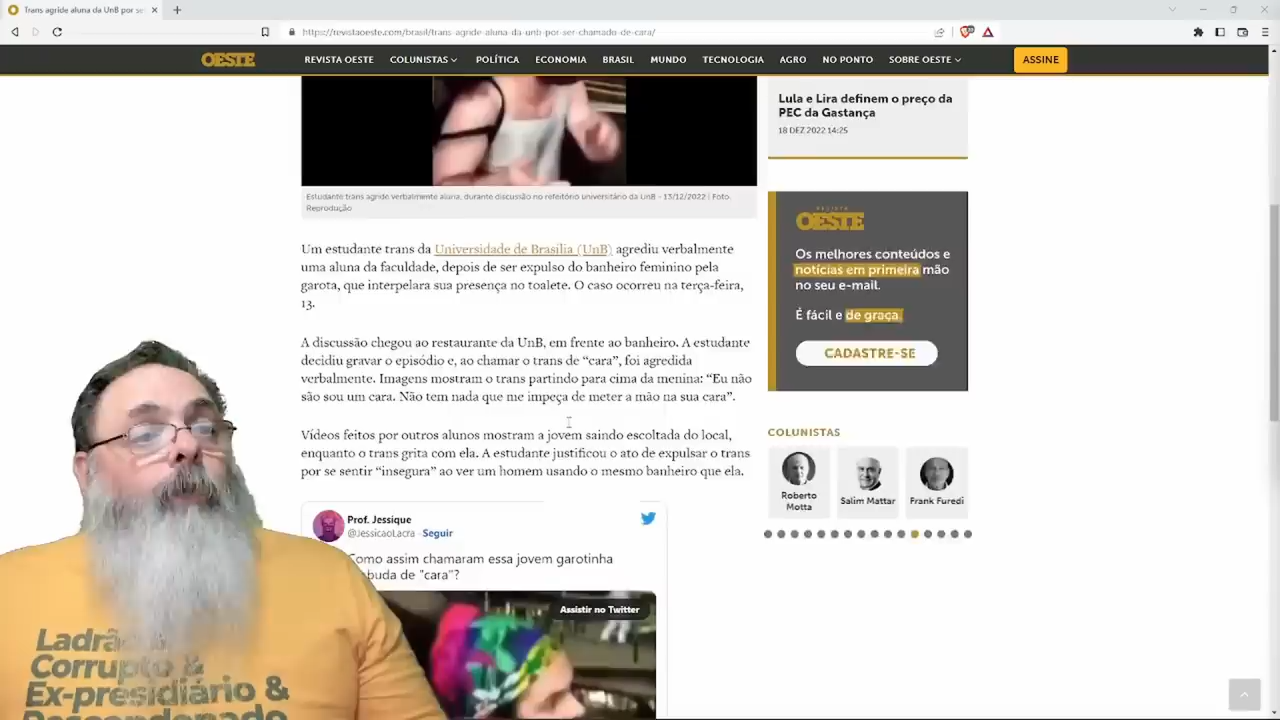 Trans agride aluna da UnB por se
https://revistaoeste.com/brasil/trans-agride-aluna-da-unb-por-ser-chamado-de-cara/
OESTE
REVISTA OESTE
COLUNISTAS
POLÍTICA
ECONOMIA
BRASIL
MUNDO
TECNOLOGIA
AGRO
NO PONTO
SOBRE OESTE
ASSINE
Estudante trans agride verbalmente aluna, durante discussão no refeitório universitário da UnB - 13/12/2022 | Foto:
Reprodução
Um estudante trans da Universidade de Brasília (UnB) agrediu verbalmente
uma aluna da faculdade, depois de ser expulso do banheiro feminino pela
garota, que interpelara sua presença no toalete. O caso ocorreu na terça-feira,
13.
A discussão chegou ao restaurante da UnB, em frente ao banheiro. A estudante
decidiu gravar o episódio e, ao chamar o trans de “cara”, foi agredida
verbalmente. Imagens mostram o trans partindo para cima da menina: “Eu não
são sou um cara. Não tem nada que me impeça de meter a mão na sua cara”.
Vídeos feitos por outros alunos mostram a jovem saindo escoltada do local,
enquanto o trans grita com ela. A estudante justificou o ato de expulsar o trans
por se sentir “insegura” ao ver um homem usando o mesmo banheiro que ela.
Prof. Jessique
@JessicaoLacra · Seguir
Como assim chamaram essa jovem garotinha
buda de "cara"?
Assistir no Twitter
Lula e Lira definem o preço da
PEC da Gastança
18 DEZ 2022 14:25
REVISTA
OESTE
Os melhores conteúdos e
notícias em primeira mão
no seu e-mail.
É fácil e de graça.
CADASTRE-SE
COLUNISTAS
Roberto
Motta
Salim Mattar
Frank Furedi
Ladrã
Corrupto &
Ex-presidiário &
Descondenado